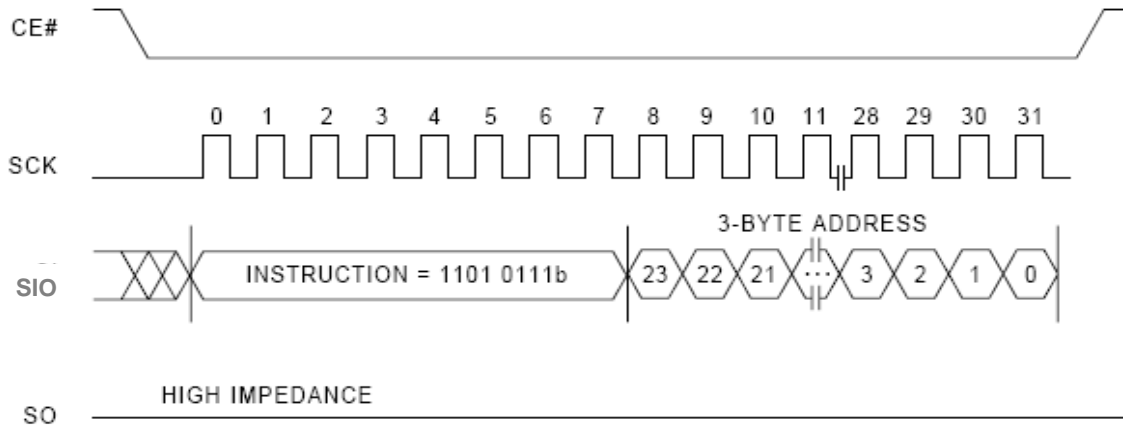 CE#
0 1 2 3 4 5 6 7 8 9 10 11 28 29 30 31
SCK
3-BYTE ADDRESS
INSTRUCTION = 1101 0111b 23 22 21 ... 3 2 1 0
SIO
HIGH IMPEDANCE
SO